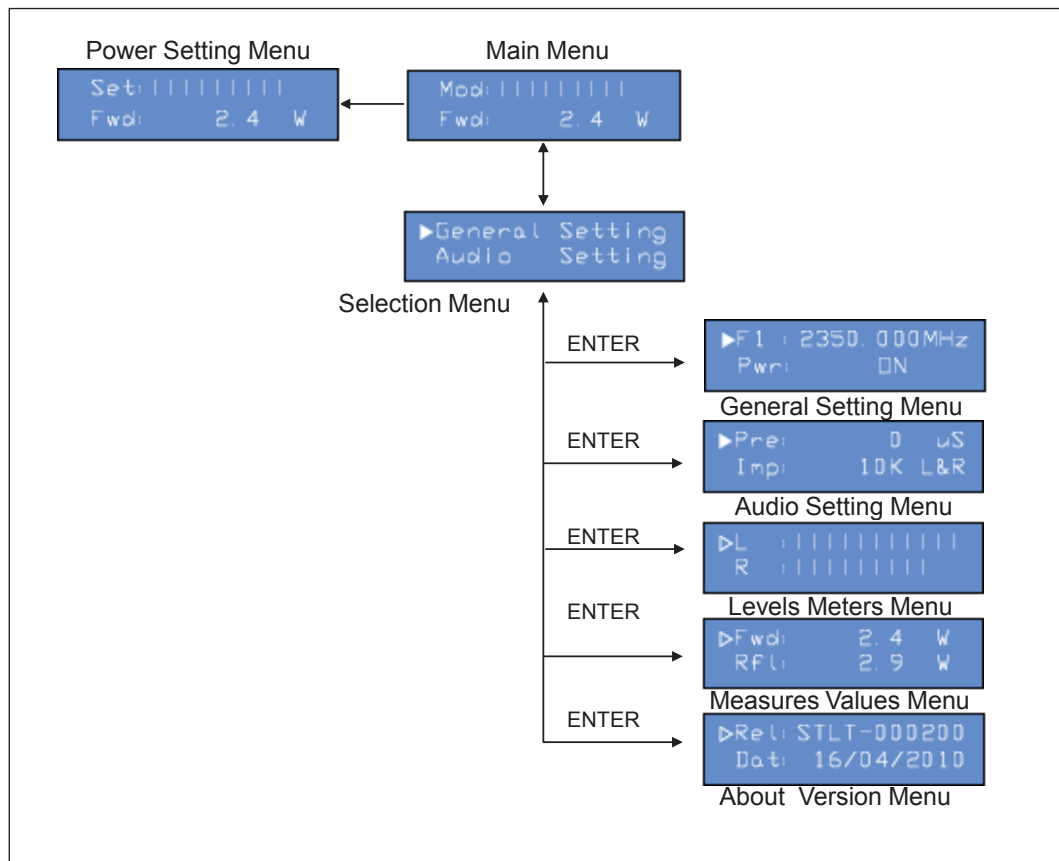 Power Setting Menu
Main Menu
Set:|||||||||
Fwd: 2.4 W
Mod:|||||||||
Fwd: 2.4 W
General Setting
Audio Setting
Selection Menu
ENTER
F1 : 2350.000MHz
Pwr: ON
General Setting Menu
ENTER
Pre: 0 uS
Imp: 10K L&R
Audio Setting Menu
ENTER
L :|||||||||||
R :|||||||||
Levels Meters Menu
ENTER
Fwd: 2.4 W
Rfl: 2.9 W
Measures Values Menu
ENTER
Rel: STLT-000200
Dat: 16/04/2010
About Version Menu